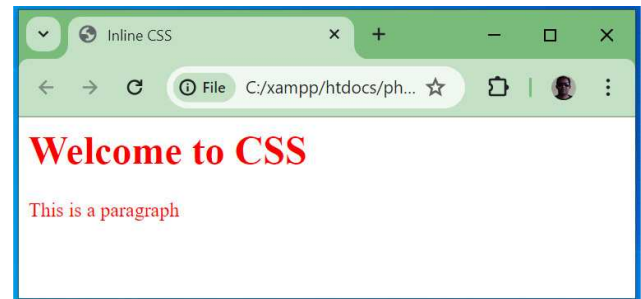 Inline CSS
File C:/xampp/htdocs/ph...
Welcome to CSS
This is a paragraph